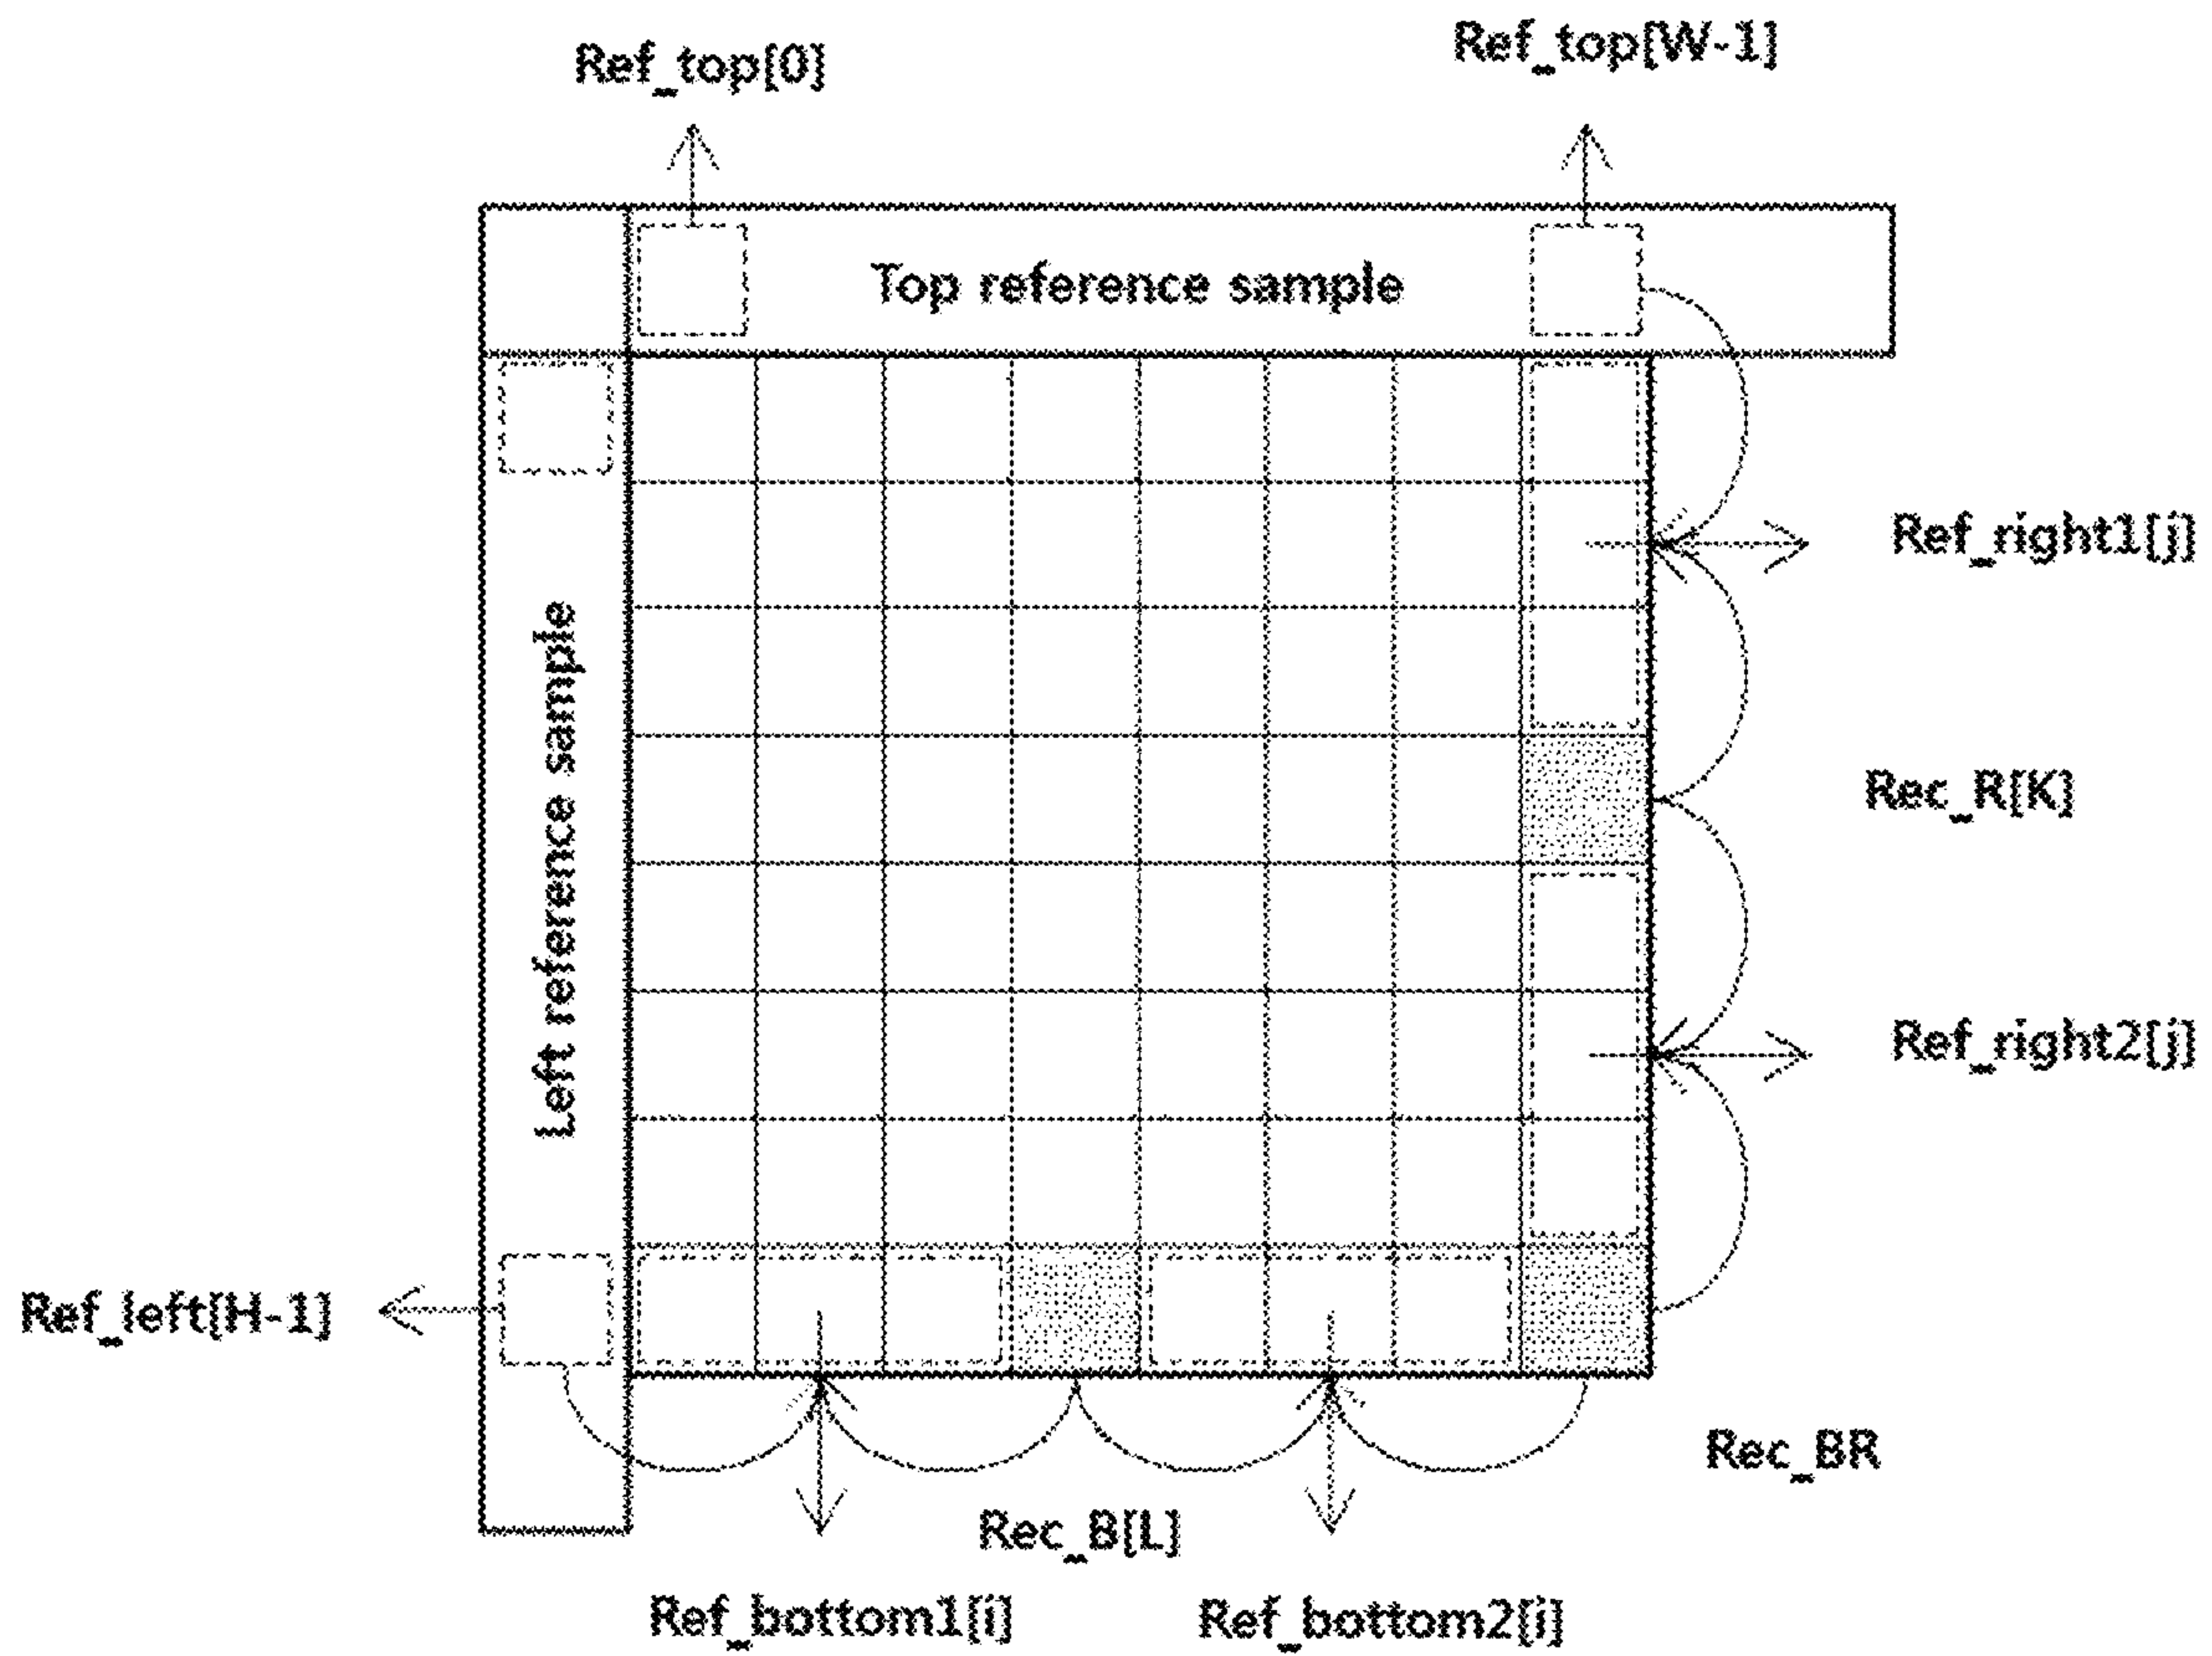 Ref_top[0]
Ref_top[W-1]
Top reference sample
Left reference sample
Ref_right1[j]
Rec_R[K]
Ref_right2[j]
Ref_left[H-1]
Rec_BR
Rec_B[L]
Ref_bottom1[i]
Ref_bottom2[i]